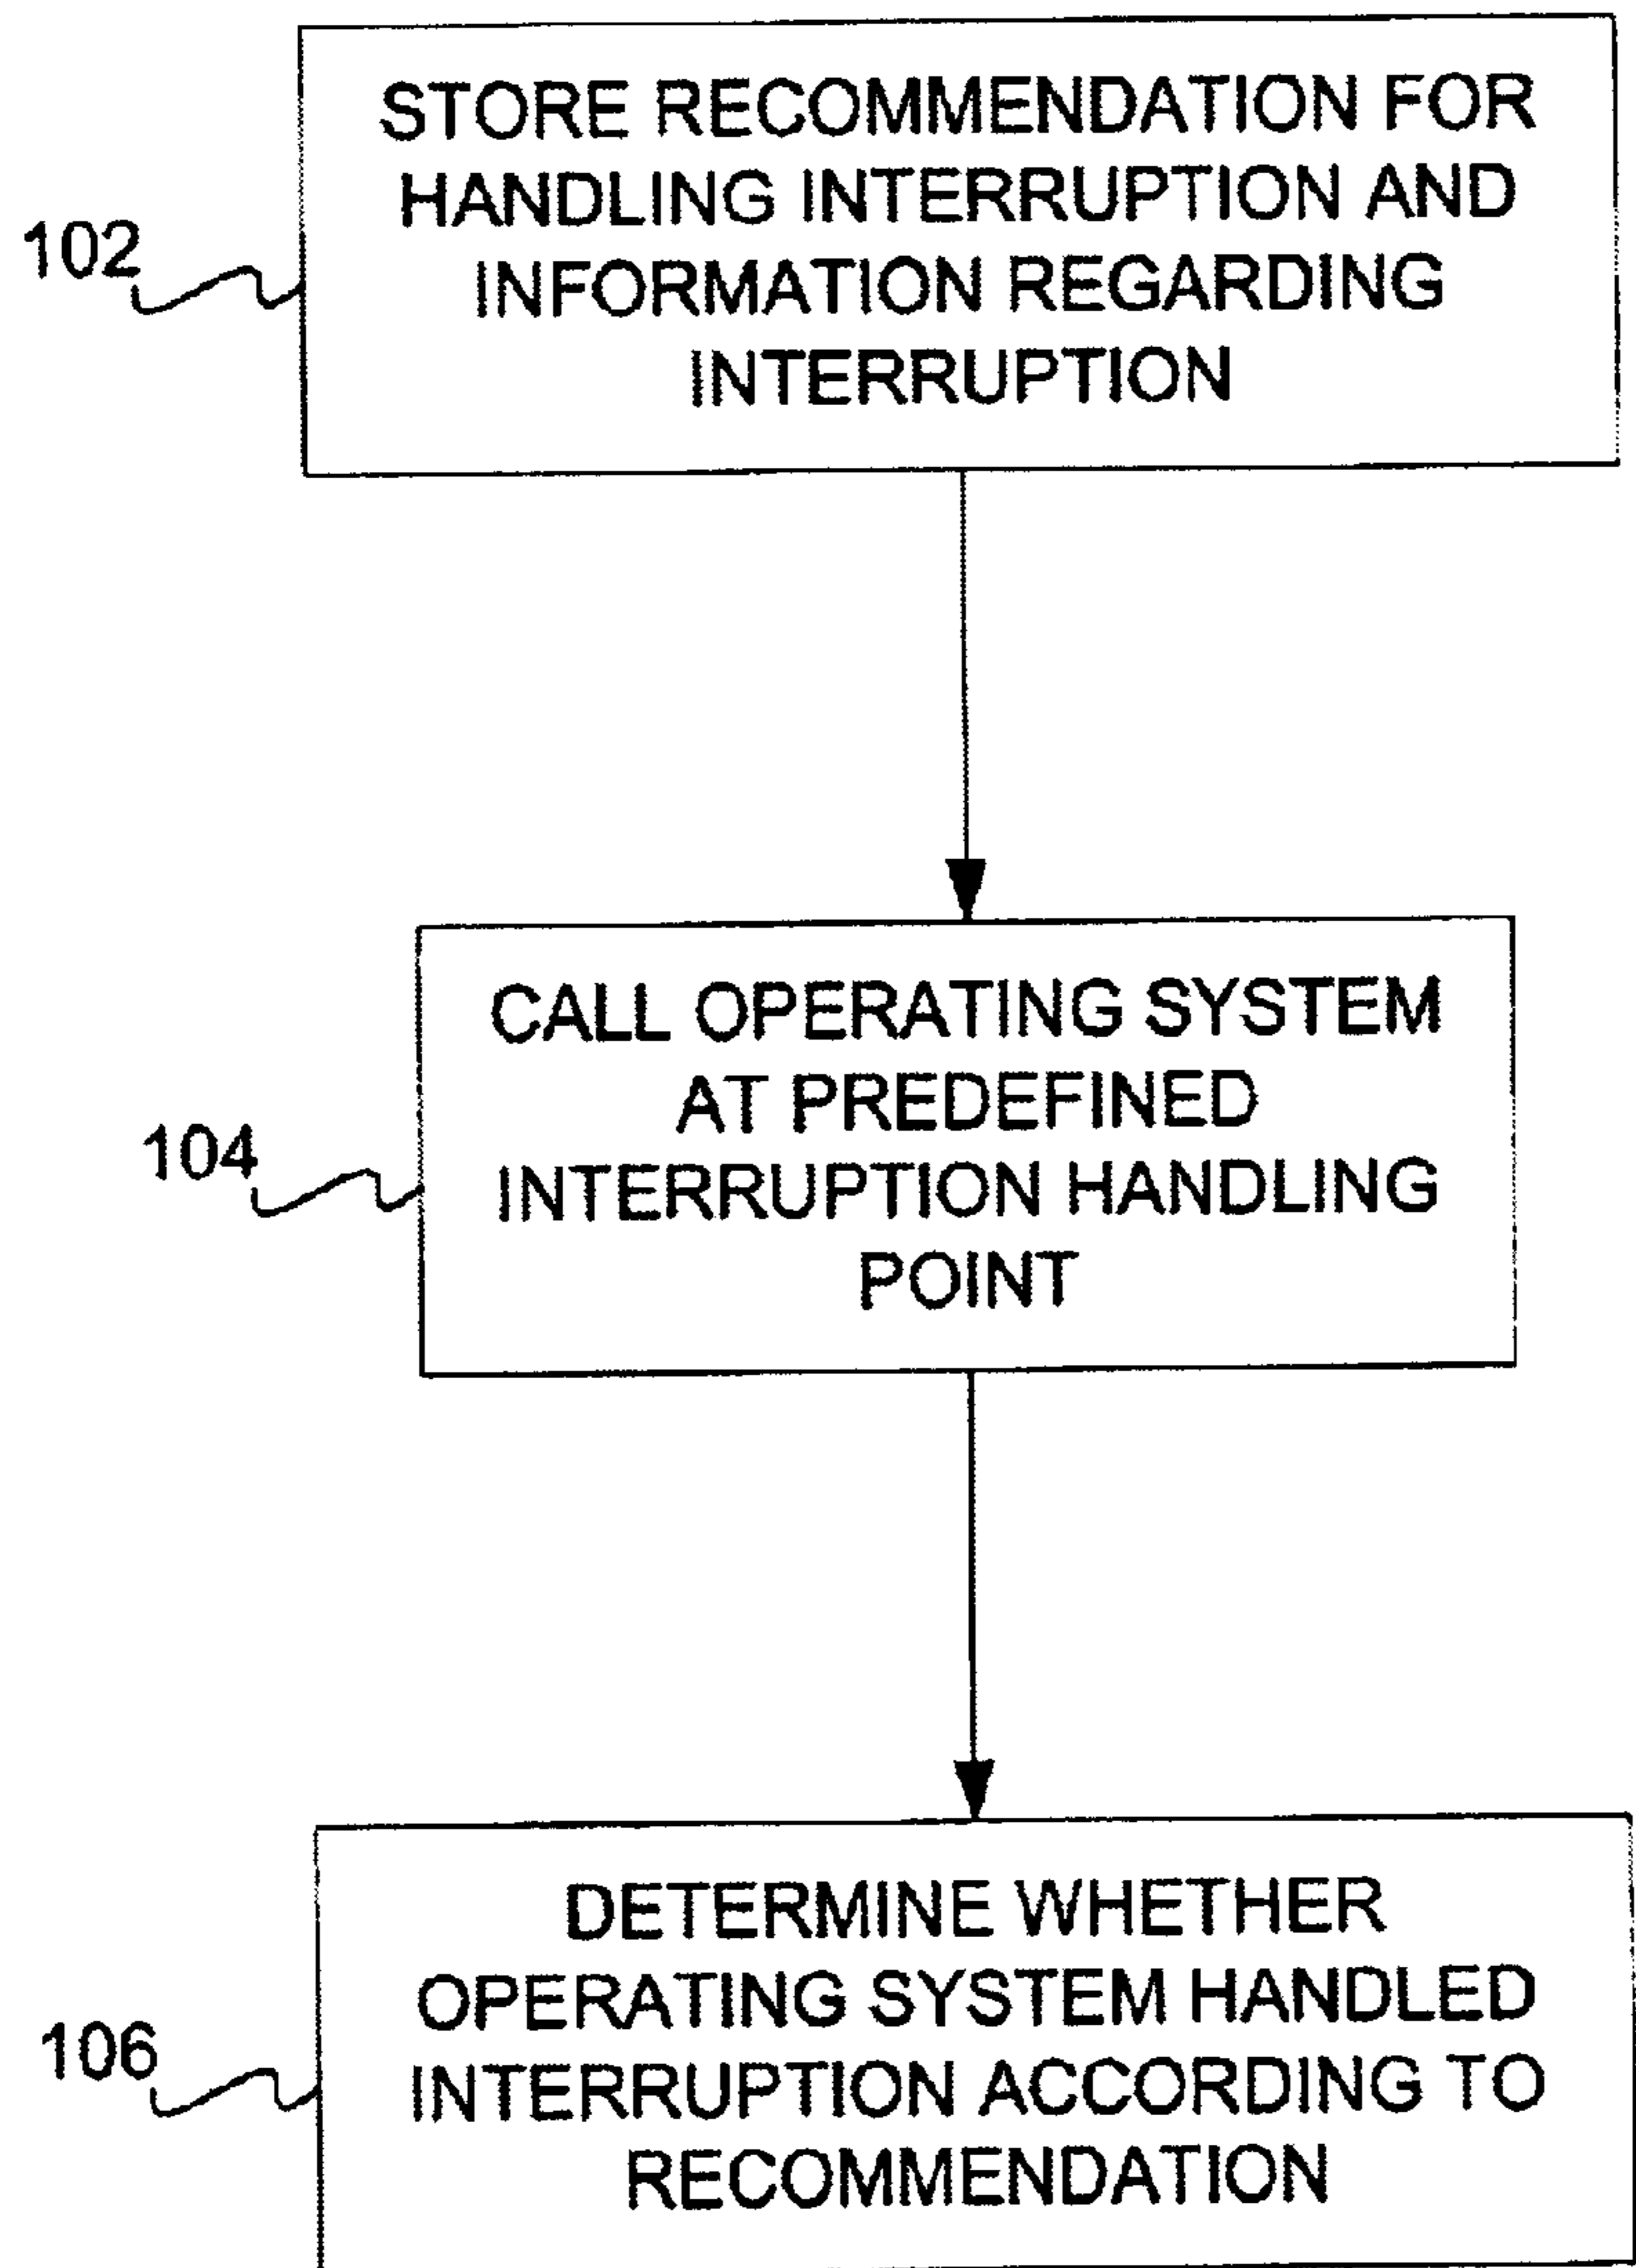 STORE RECOMMENDATION FOR
HANDLING INTERRUPTION AND
INFORMATION REGARDING
INTERRUPTION
102
CALL OPERATING SYSTEM
AT PREDEFINED
INTERRUPTION HANDLING
POINT
104
DETERMINE WHETHER
OPERATING SYSTEM HANDLED
INTERRUPTION ACCORDING TO
RECOMMENDATION
106